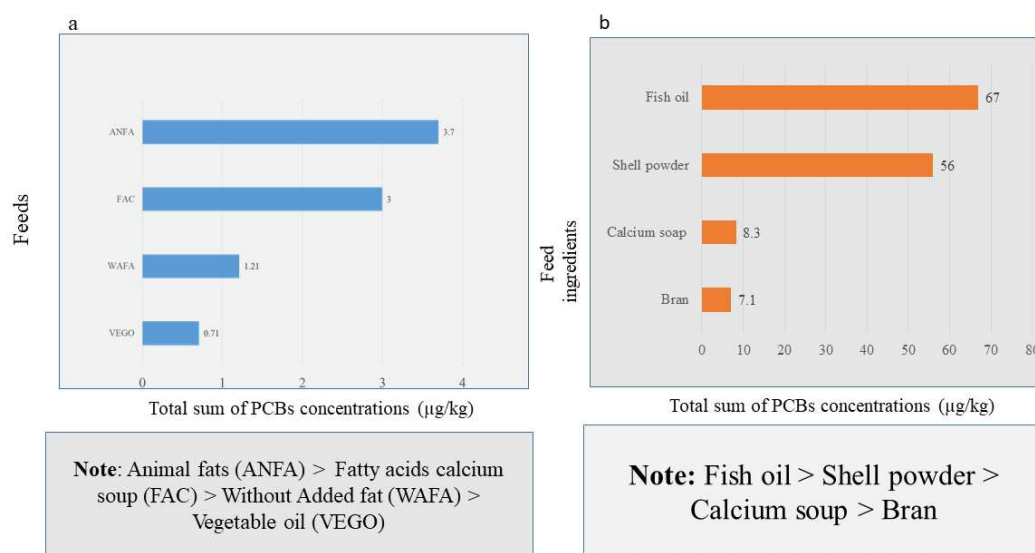 a
Feeds
ANFA
3.7
FAC
3
WAFA
1.21
VEGO
0.71
0 1 2 3 4
Total sum of PCBs concentrations (µg/kg)
Note: Animal fats (ANFA) > Fatty acids calcium
soup (FAC) > Without Added fat (WAFA) >
Vegetable oil (VEGO)
b
Feed
ingredients
Fish oil
67
Shell powder
56
Calcium soap
8.3
Bran
7.1
0 10 20 30 40 50 60 70 80
Total sum of PCBs concentrations (µg/kg)
Note: Fish oil > Shell powder >
Calcium soup > Bran